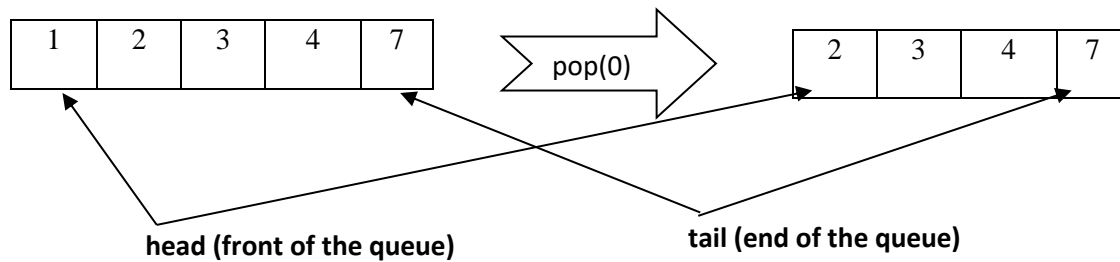 1 2 3 4 7
pop(0)
2 3 4 7
head (front of the queue)
tail (end of the queue)